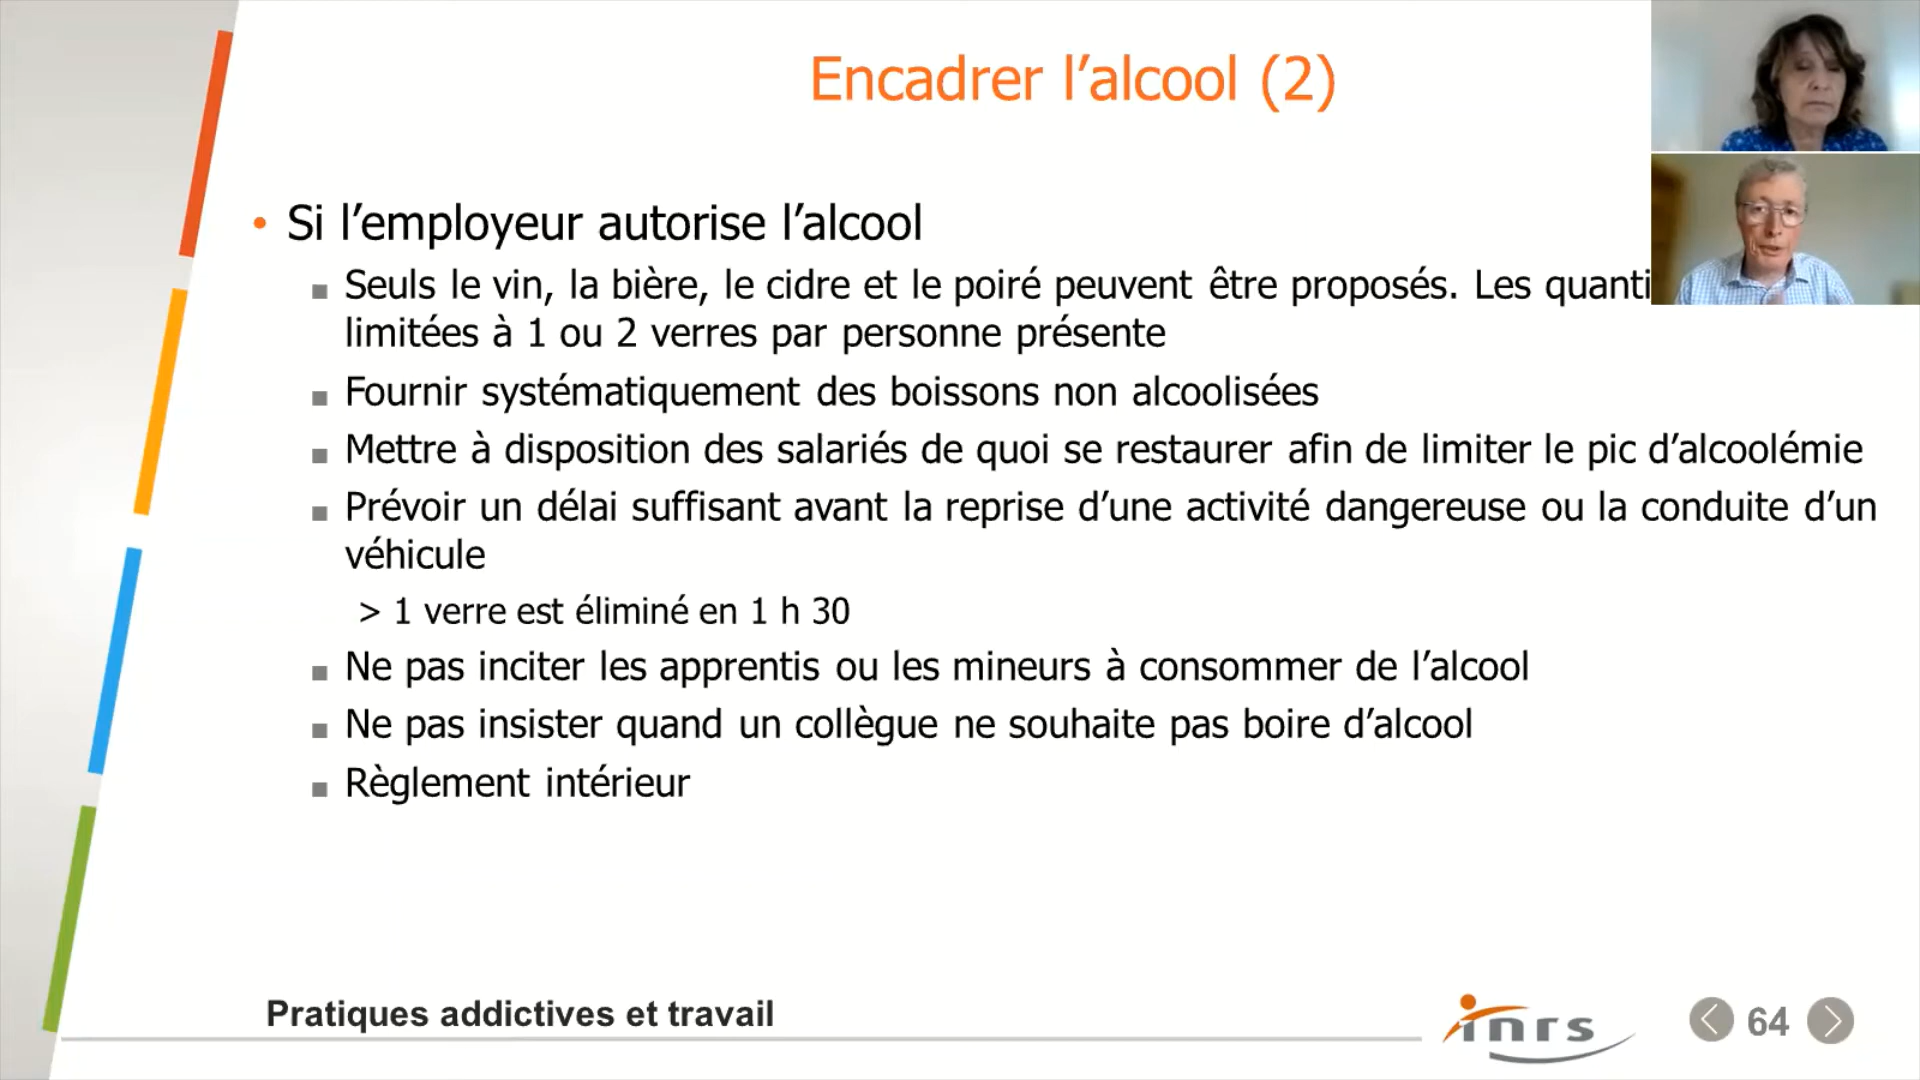 Encadrer l’alcool (2)
• Si l’employeur autorise l’alcool
▪ Seuls le vin, la bière, le cidre et le poiré peuvent être proposés. Les quanti
limitées à 1 ou 2 verres par personne présente
▪ Fournir systématiquement des boissons non alcoolisées
▪ Mettre à disposition des salariés de quoi se restaurer afin de limiter le pic d’alcoolémie
▪ Prévoir un délai suffisant avant la reprise d’une activité dangereuse ou la conduite d’un
véhicule
> 1 verre est éliminé en 1 h 30
▪ Ne pas inciter les apprentis ou les mineurs à consommer de l’alcool
▪ Ne pas insister quand un collègue ne souhaite pas boire d’alcool
▪ Règlement intérieur
Pratiques addictives et travail
inrs
64